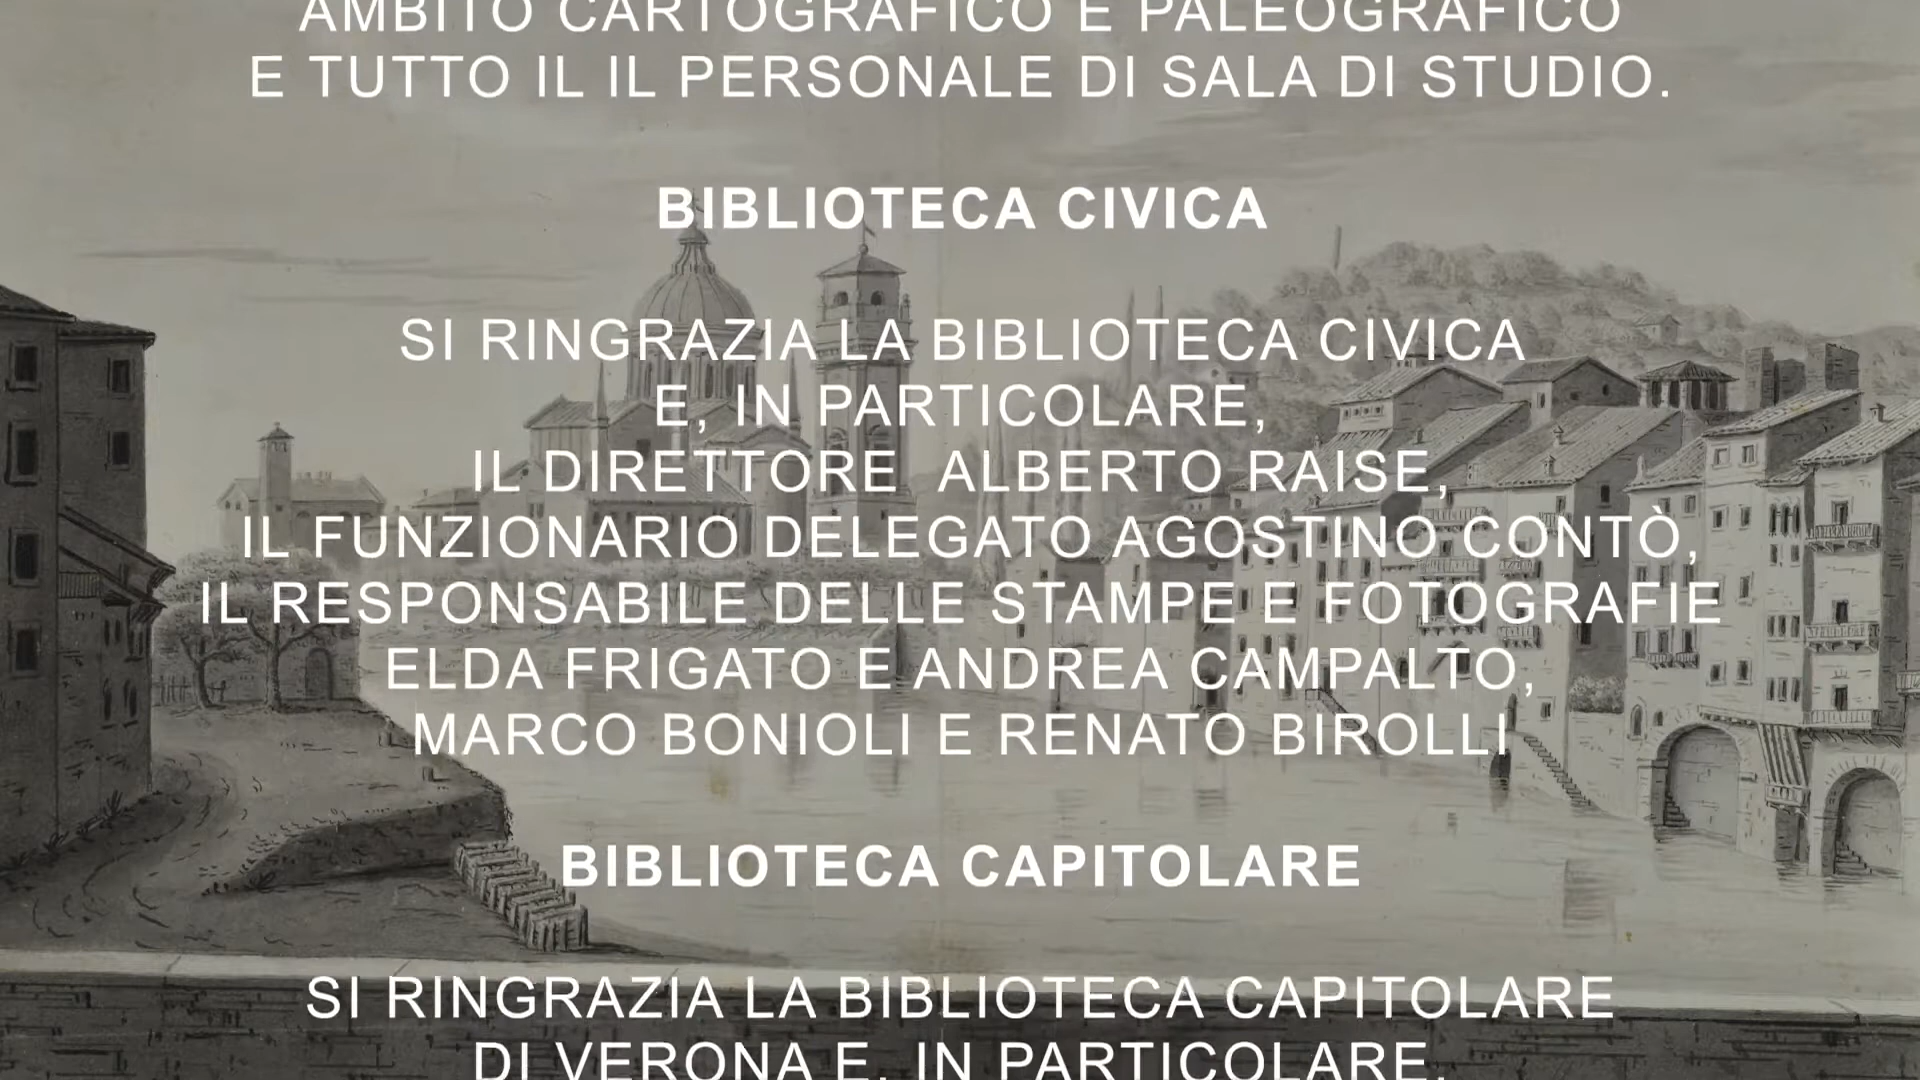 AMBITO CARTOGRAFICO E PALEOGRAFICO
E TUTTO IL IL PERSONALE DI SALA DI STUDIO.
BIBLIOTECA CIVICA
SI RINGRAZIA LA BIBLIOTECA CIVICA
E, IN PARTICOLARE,
IL DIRETTORE ALBERTO RAISE,
IL FUNZIONARIO DELEGATO AGOSTINO CONTÒ,
IL RESPONSABILE DELLE STAMPE E FOTOGRAFIE
ELDA FRIGATO E ANDREA CAMPALTO,
MARCO BONIOLI E RENATO BIROLLI
BIBLIOTECA CAPITOLARE
SI RINGRAZIA LA BIBLIOTECA CAPITOLARE
DI VERONA E, IN PARTICOLARE,